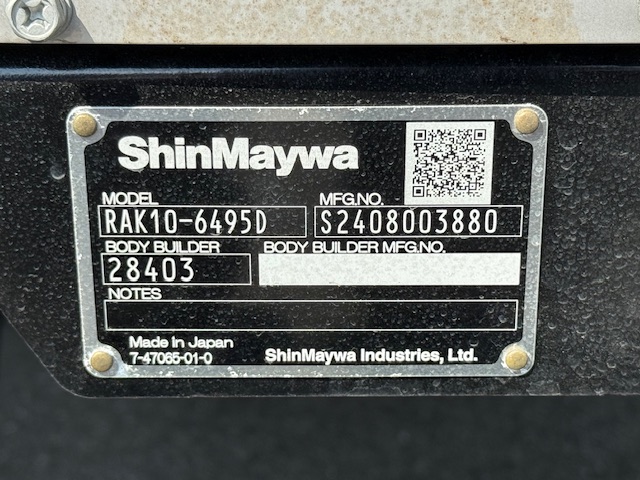 ShinMaywa
MODEL MFG.NO.
RAK10-6495D S2408003880
BODY BUILDER BODY BUILDER MFG.NO.
28403
NOTES
Made in Japan
7-47065-01-0 ShinMaywa Industries, Ltd.